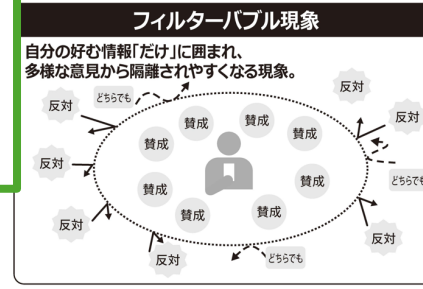 フィルターバブル現象
自分の好む情報「だけ」に囲まれ、
多様な意見から隔離されやすくなる現象。
反対
どちらでも
反対
賛成
賛成
賛成
反対
賛成
反対
どちらでも
賛成
賛成
反対
賛成
賛成
反対
反対
どちらでも